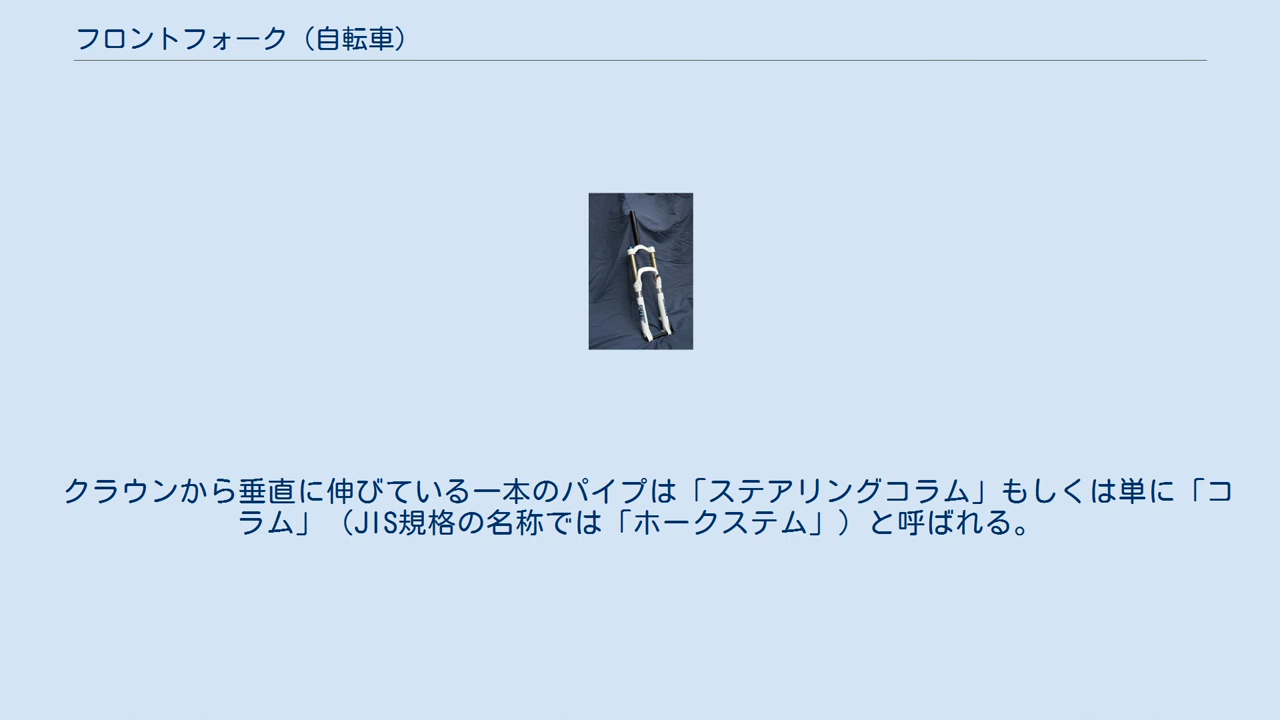 フロントフォーク（自転車）
クラウンから垂直に伸びている一本のパイプは「ステアリングコラム」もしくは単に「コ
ラム」（JIS規格の名称では「ホークステム」）と呼ばれる。